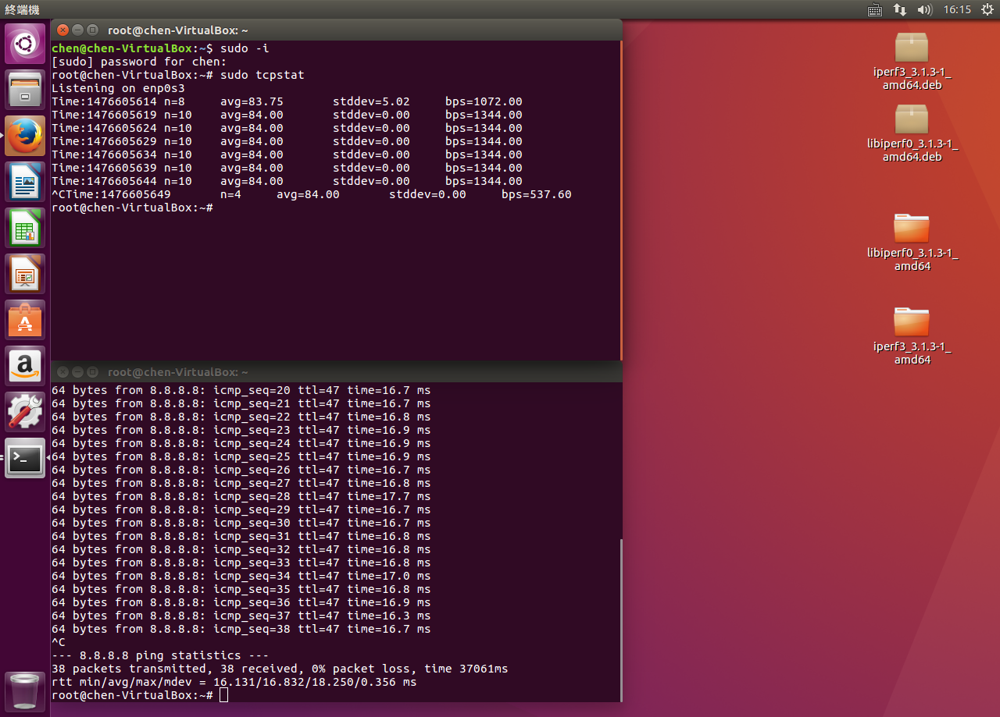 終端機
16:15
root@chen-VirtualBox: ~
chen@chen-VirtualBox:~$ sudo -i
[sudo] password for chen:
root@chen-VirtualBox:~# sudo tcpstat
Listening on enp0s3
Time:1476605614 n=8 avg=83.75 stddev=5.02 bps=1072.00
Time:1476605619 n=10 avg=84.00 stddev=0.00 bps=1344.00
Time:1476605624 n=10 avg=84.00 stddev=0.00 bps=1344.00
Time:1476605629 n=10 avg=84.00 stddev=0.00 bps=1344.00
Time:1476605634 n=10 avg=84.00 stddev=0.00 bps=1344.00
Time:1476605639 n=10 avg=84.00 stddev=0.00 bps=1344.00
Time:1476605644 n=10 avg=84.00 stddev=0.00 bps=1344.00
^CTime:1476605649 n=4 avg=84.00 stddev=0.00 bps=537.60
root@chen-VirtualBox:~#
root@chen-VirtualBox: ~
64 bytes from 8.8.8.8: icmp_seq=20 ttl=47 time=16.7 ms
64 bytes from 8.8.8.8: icmp_seq=21 ttl=47 time=16.7 ms
64 bytes from 8.8.8.8: icmp_seq=22 ttl=47 time=16.8 ms
64 bytes from 8.8.8.8: icmp_seq=23 ttl=47 time=16.9 ms
64 bytes from 8.8.8.8: icmp_seq=24 ttl=47 time=16.9 ms
64 bytes from 8.8.8.8: icmp_seq=25 ttl=47 time=16.9 ms
64 bytes from 8.8.8.8: icmp_seq=26 ttl=47 time=16.7 ms
64 bytes from 8.8.8.8: icmp_seq=27 ttl=47 time=16.8 ms
64 bytes from 8.8.8.8: icmp_seq=28 ttl=47 time=17.7 ms
64 bytes from 8.8.8.8: icmp_seq=29 ttl=47 time=16.7 ms
64 bytes from 8.8.8.8: icmp_seq=30 ttl=47 time=16.7 ms
64 bytes from 8.8.8.8: icmp_seq=31 ttl=47 time=16.8 ms
64 bytes from 8.8.8.8: icmp_seq=32 ttl=47 time=16.8 ms
64 bytes from 8.8.8.8: icmp_seq=33 ttl=47 time=16.8 ms
64 bytes from 8.8.8.8: icmp_seq=34 ttl=47 time=17.0 ms
64 bytes from 8.8.8.8: icmp_seq=35 ttl=47 time=16.8 ms
64 bytes from 8.8.8.8: icmp_seq=36 ttl=47 time=16.9 ms
64 bytes from 8.8.8.8: icmp_seq=37 ttl=47 time=16.3 ms
64 bytes from 8.8.8.8: icmp_seq=38 ttl=47 time=16.7 ms
^C
--- 8.8.8.8 ping statistics ---
38 packets transmitted, 38 received, 0% packet loss, time 37061ms
rtt min/avg/max/mdev = 16.131/16.832/18.250/0.356 ms
root@chen-VirtualBox:~#
iperf3_3.1.3-1_
amd64.deb
libiperf0_3.1.3-1_
amd64.deb
libiperf0_3.1.3-1_
amd64
iperf3_3.1.3-1_
amd64